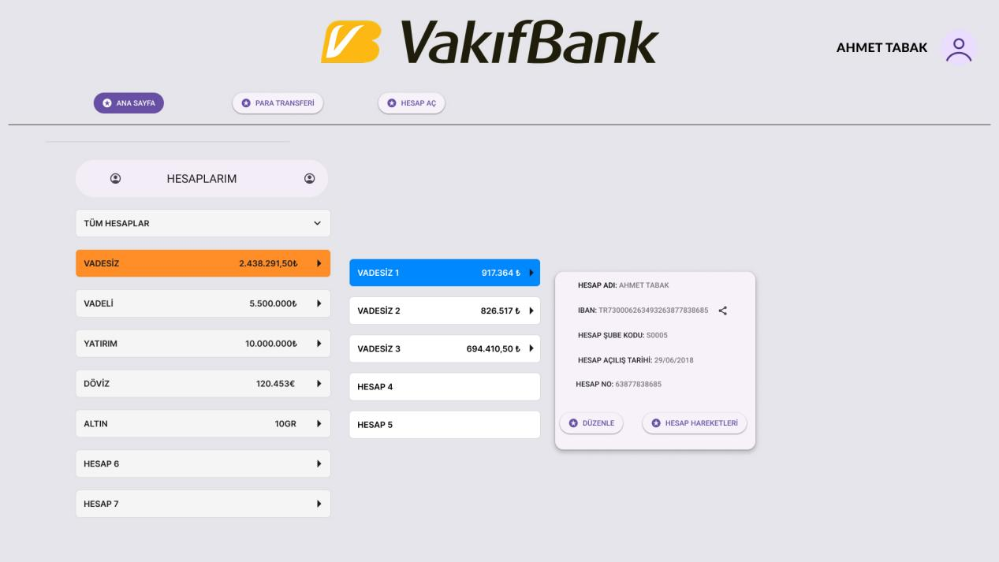 VakıfBank
AHMET TABAK
ANA SAYFA
PARA TRANSFERİ
HESAP AÇ
HESAPLARIM
TÜM HESAPLAR
VADESİZ 2.438.291,50₺
VADELİ 5.500.000₺
YATIRIM 10.000.000₺
DÖVİZ 120.453€
ALTIN 10GR
HESAP 6
HESAP 7
VADESİZ 1 917.364 ₺
VADESİZ 2 826.517 ₺
VADESİZ 3 694.410,50 ₺
HESAP 4
HESAP 5
HESAP ADI: AHMET TABAK
IBAN: TR730006263493263877838685
HESAP ŞUBE KODU: S0005
HESAP AÇILIŞ TARİHİ: 29/06/2018
HESAP NO: 63877838685
DÜZENLE
HESAP HAREKETLERİ